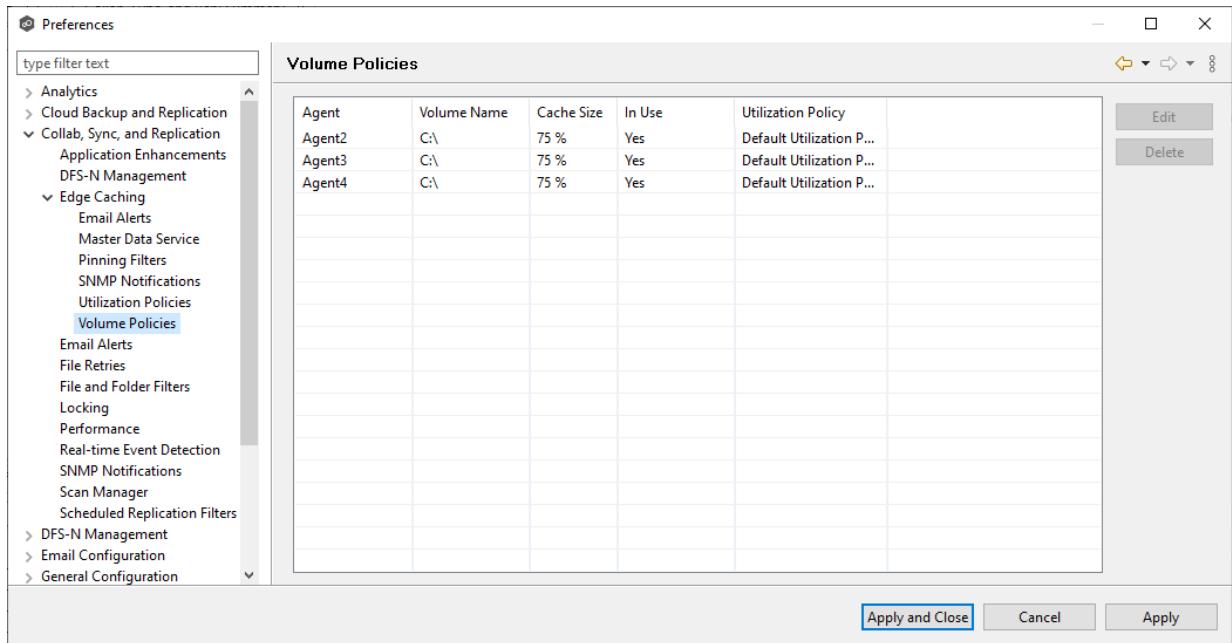 Preferences
type filter text
Analytics
Cloud Backup and Replication
Collab, Sync, and Replication
Application Enhancements
DFS-N Management
Edge Caching
Email Alerts
Master Data Service
Pinning Filters
SNMP Notifications
Utilization Policies
Volume Policies
Email Alerts
File Retries
File and Folder Filters
Locking
Performance
Real-time Event Detection
SNMP Notifications
Scan Manager
Scheduled Replication Filters
DFS-N Management
Email Configuration
General Configuration
Volume Policies
Agent Volume Name Cache Size In Use Utilization Policy
Agent2 C:\ 75 % Yes Default Utilization P...
Agent3 C:\ 75 % Yes Default Utilization P...
Agent4 C:\ 75 % Yes Default Utilization P...
Edit
Delete
Apply and Close Cancel Apply